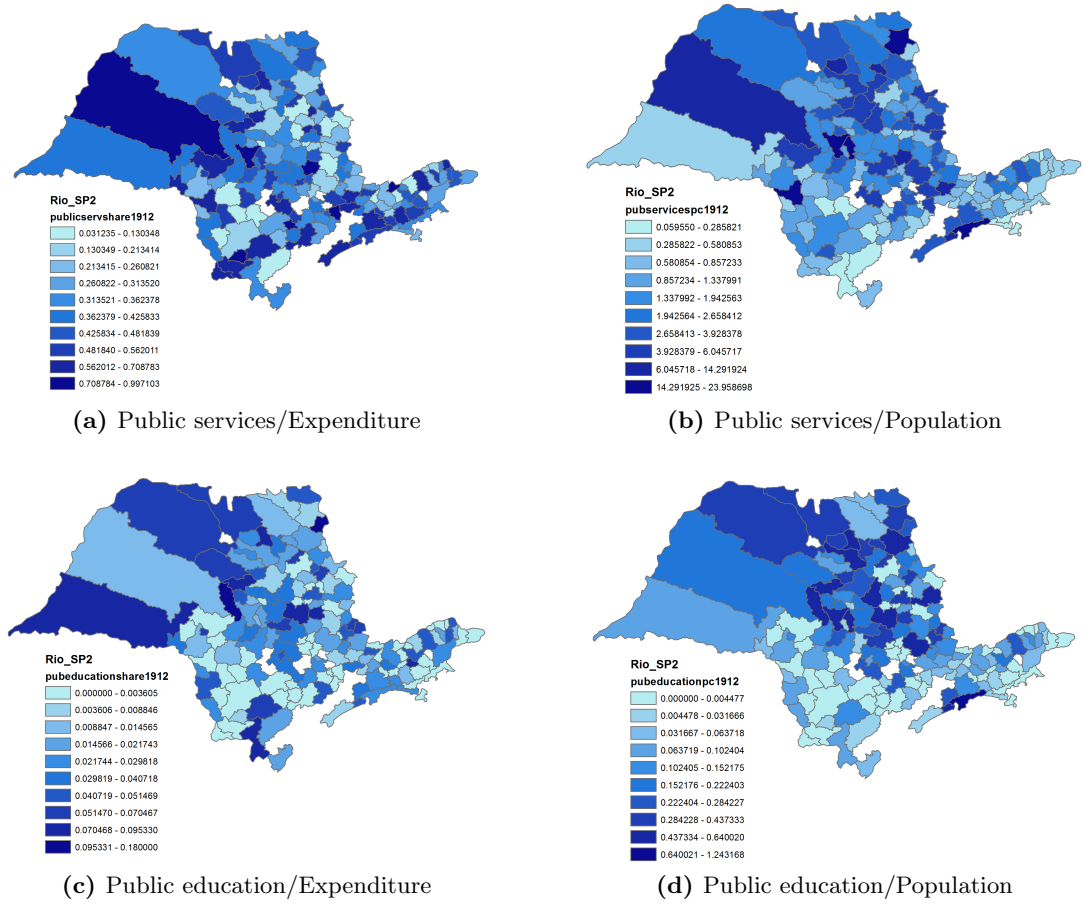 Rio_SP2
publicservshare1912
0.031235 - 0.130348
0.130349 - 0.213414
0.213415 - 0.260821
0.260822 - 0.313520
0.313521 - 0.362378
0.362379 - 0.425833
0.425834 - 0.481839
0.481840 - 0.562011
0.562012 - 0.708783
0.708784 - 0.997103
(a) Public services/Expenditure
Rio_SP2
pubservicespc1912
0.059550 - 0.285821
0.285822 - 0.580853
0.580854 - 0.857233
0.857234 - 1.337991
1.337992 - 1.942563
1.942564 - 2.658412
2.658413 - 3.928378
3.928379 - 6.045717
6.045718 - 14.291924
14.291925 - 23.958698
(b) Public services/Population
Rio_SP2
pubeducationshare1912
0.000000 - 0.003605
0.003606 - 0.008846
0.008847 - 0.014565
0.014566 - 0.021743
0.021744 - 0.029818
0.029819 - 0.040718
0.040719 - 0.051469
0.051470 - 0.070467
0.070468 - 0.095330
0.095331 - 0.180000
(c) Public education/Expenditure
Rio_SP2
pubeducationpc1912
0.000000 - 0.004477
0.004478 - 0.031666
0.031667 - 0.063718
0.063719 - 0.102404
0.102405 - 0.152175
0.152176 - 0.222403
0.222404 - 0.284227
0.284228 - 0.437333
0.437334 - 0.640020
0.640021 - 1.243168
(d) Public education/Population